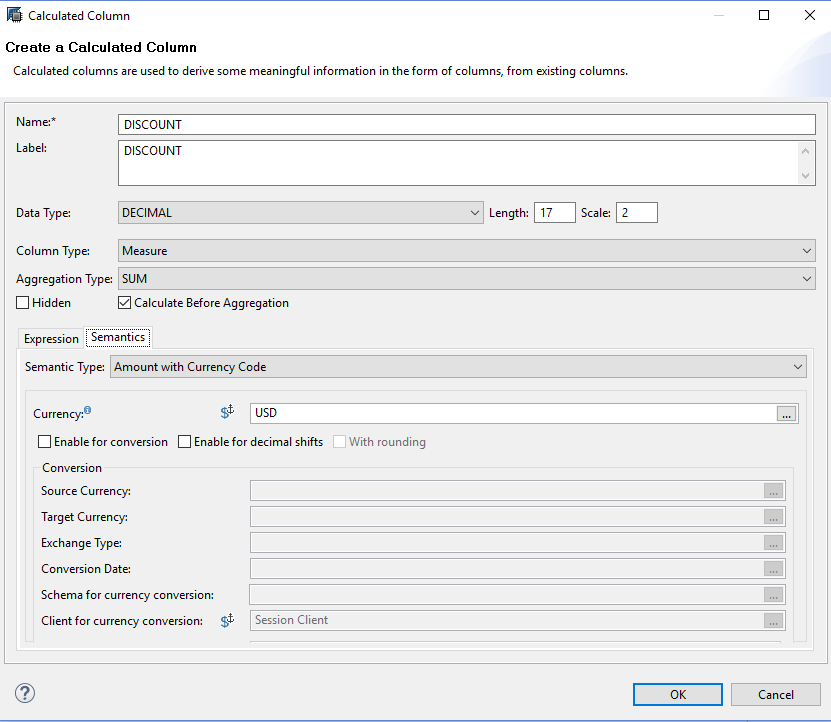 Calculated Column
Create a Calculated Column
Calculated columns are used to derive some meaningful information in the form of columns, from existing columns.
Name:* DISCOUNT
Label: DISCOUNT
Data Type: DECIMAL Length: 17 Scale: 2
Column Type: Measure
Aggregation Type: SUM
Hidden Calculate Before Aggregation
Expression Semantics
Semantic Type: Amount with Currency Code
Currency: $ USD ...
Enable for conversion Enable for decimal shifts With rounding
Conversion
Source Currency: ...
Target Currency: ...
Exchange Type: ...
Conversion Date: ...
Schema for currency conversion: ...
Client for currency conversion: $ Session Client ...
? OK Cancel